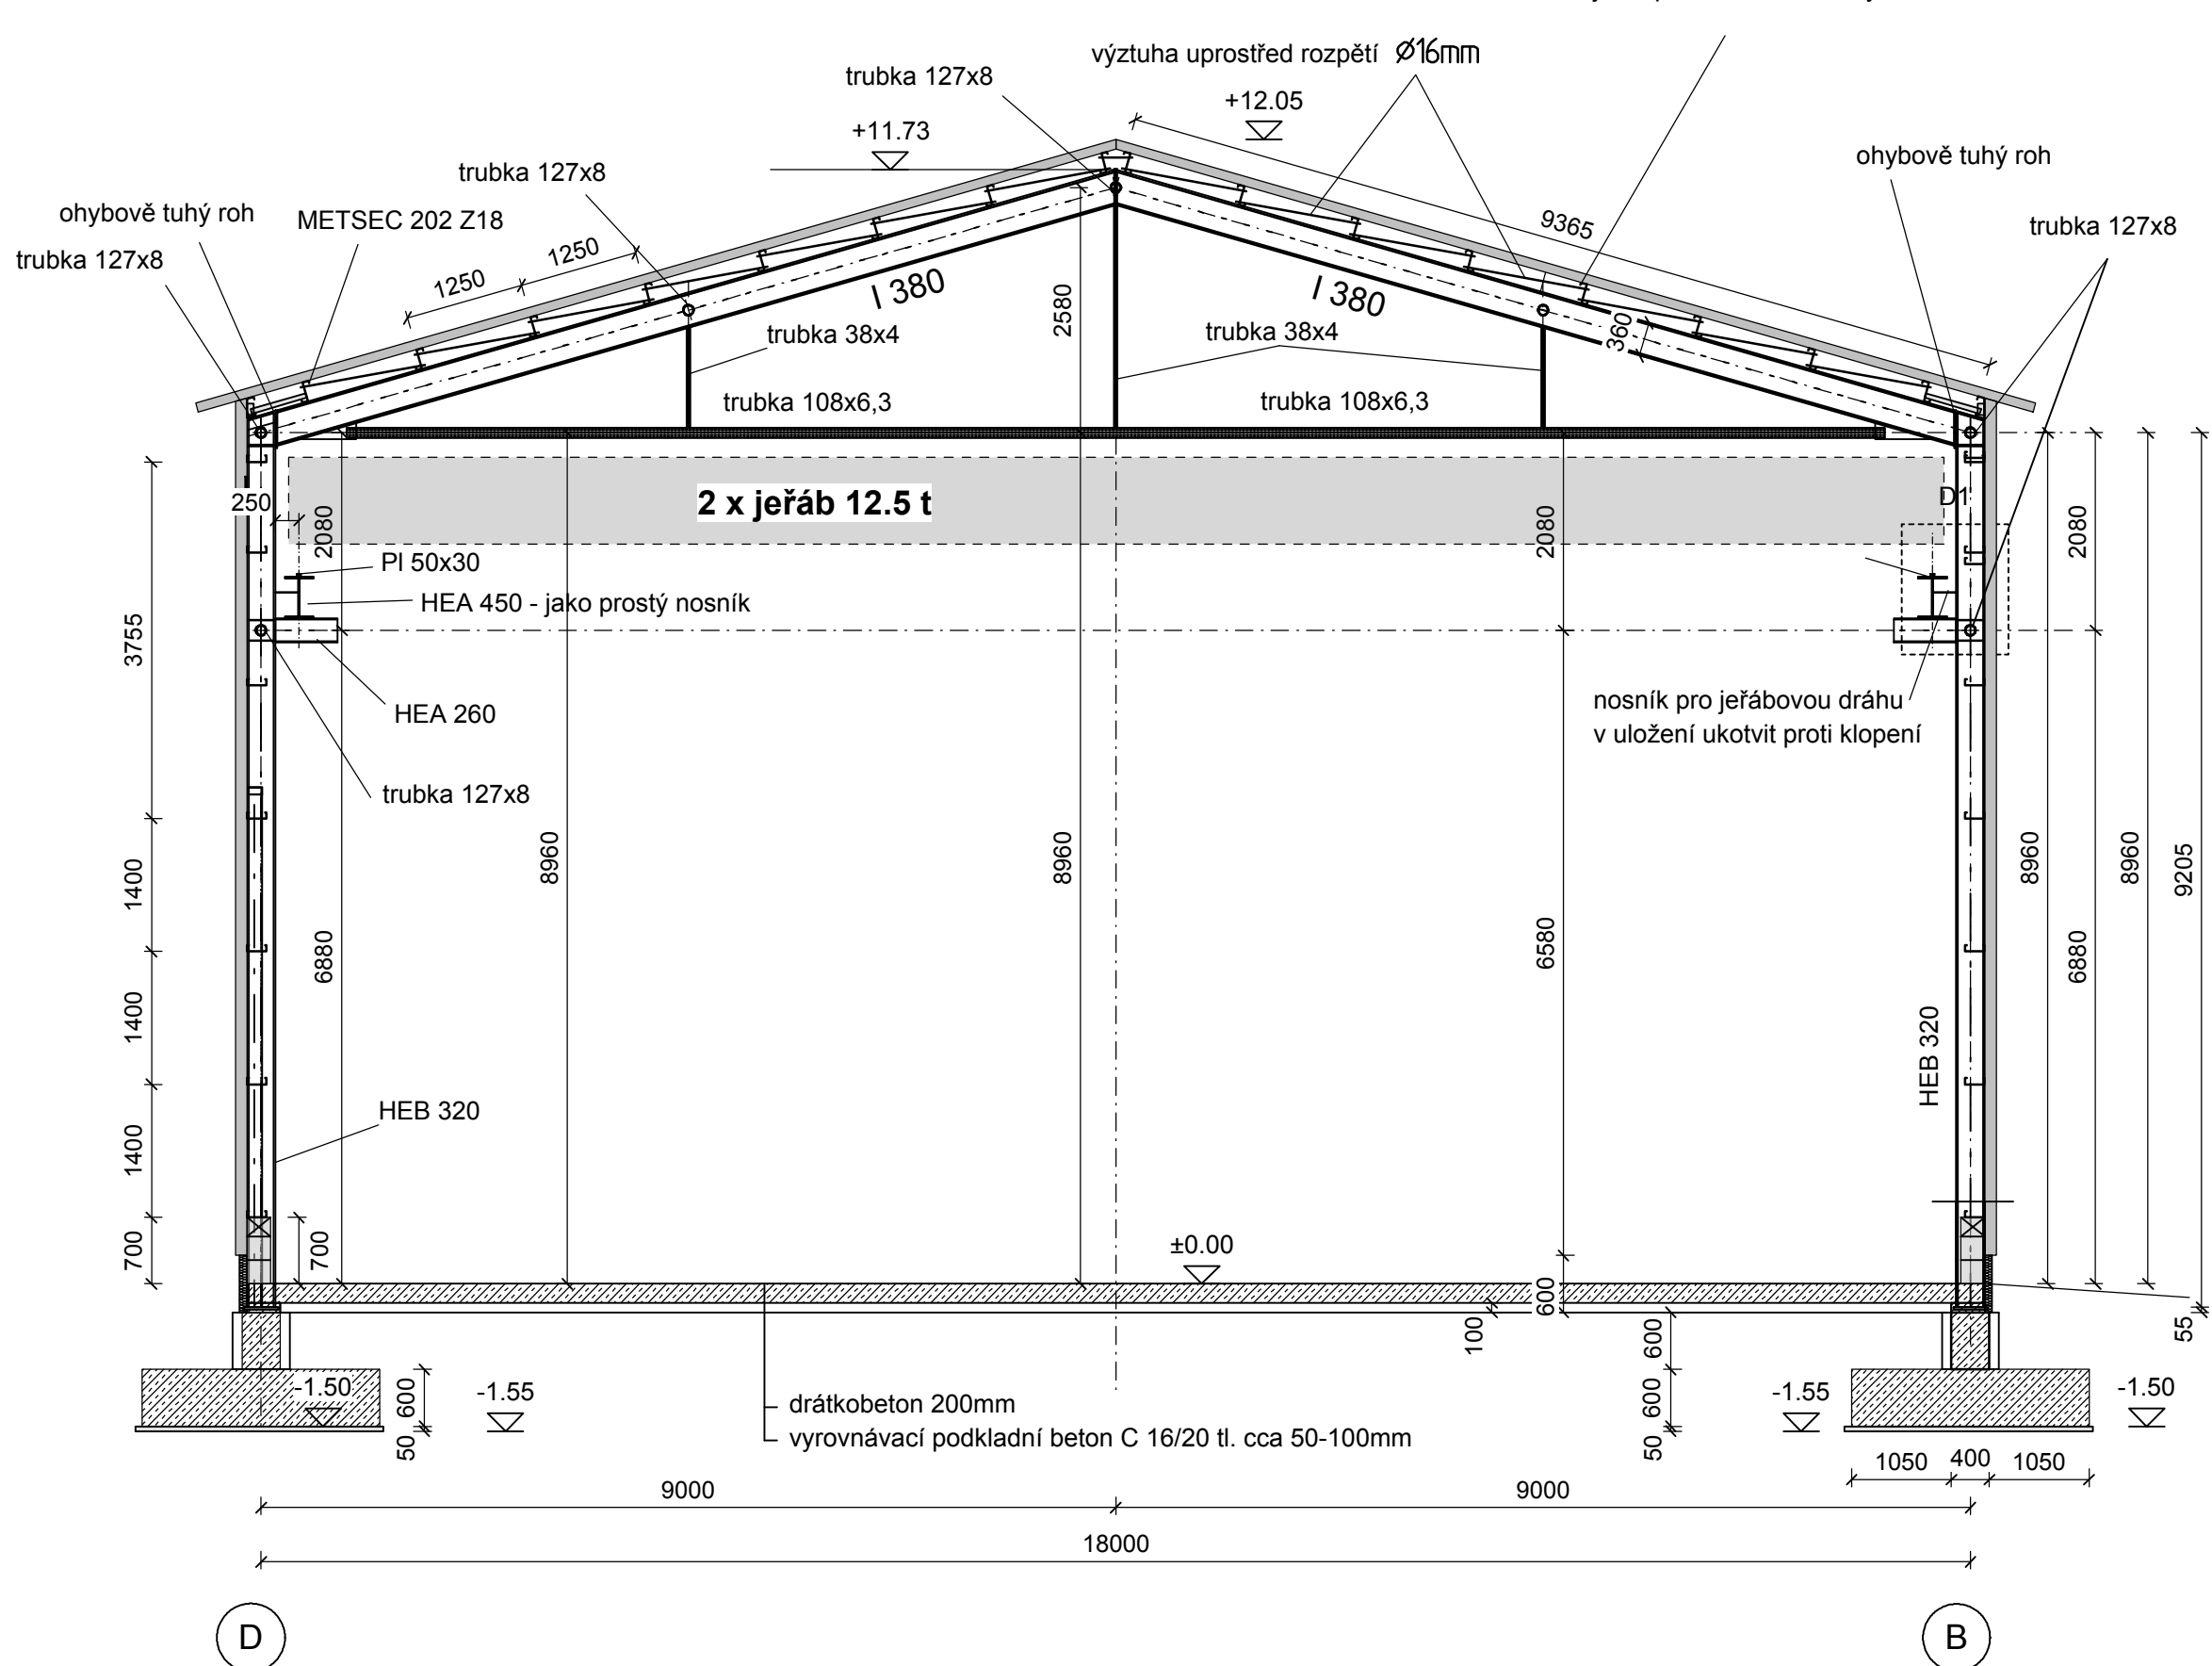 výztuha uprostřed rozpětí Ø16mm
trubka 127x8
+12.05
+11.73
ohybově tuhý roh
trubka 127x8
ohybově tuhý roh
METSEC 202 Z18
9365
trubka 127x8
trubka 127x8
1250
1250
I 380
I 380
2580
trubka 38x4
trubka 38x4
360
trubka 108x6,3
trubka 108x6,3
2 x jeřáb 12.5 t
D1
250
2080
2080
2080
Pl 50x30
HEA 450 - jako prostý nosník
3755
HEA 260
nosník pro jeřábovou dráhu
v uložení ukotvit proti klopení
trubka 127x8
1400
8960
8960
8960
8960
9205
6880
6580
6880
1400
HEB 320
HEB 320
1400
700
700
±0.00
600
100
600
55
-1.50
600
-1.55
50
drátkobeton 200mm
vyrovnávací podkladní beton C 16/20 tl. cca 50-100mm
600
50
-1.55
-1.50
1050
400
1050
9000
9000
18000
D
B